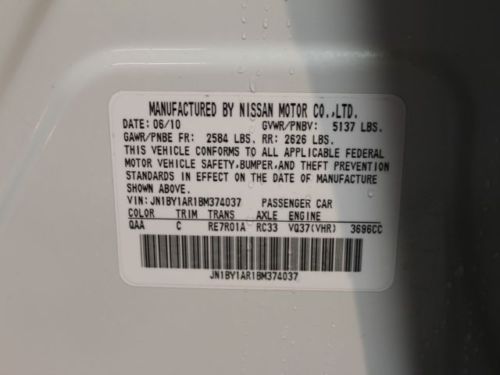 MANUFACTURED BY NISSAN MOTOR CO.,LTD.
DATE: 06/10 GVWR/PNBV: 5137 LBS.
GAWR/PNBE FR: 2584 LBS. RR: 2626 LBS.
THIS VEHICLE CONFORMS TO ALL APPLICABLE FEDERAL
MOTOR VEHICLE SAFETY,BUMPER,AND THEFT PREVENTION
STANDARDS IN EFFECT ON THE DATE OF MANUFACTURE
SHOWN ABOVE.
VIN:JN1BY1AR1BM374037 PASSENGER CAR
COLOR TRIM TRANS AXLE ENGINE
QAA C RE7R01A RC33 VQ37(VHR) 3696CC
JN1BY1AR1BM374037